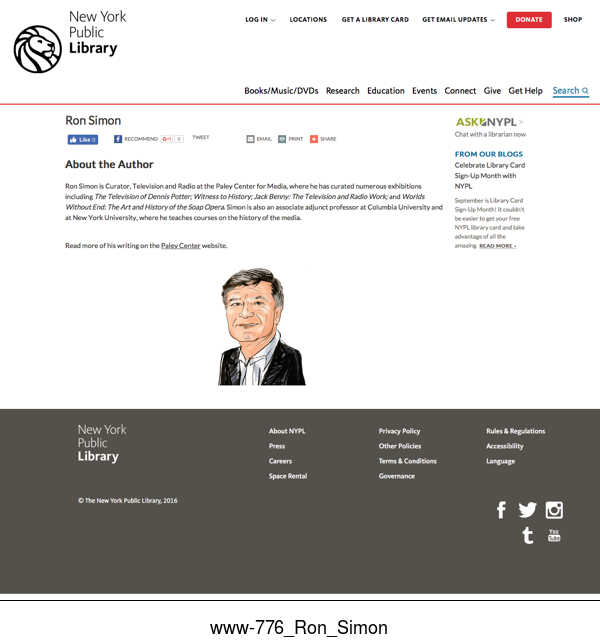 New York
Public
Library
LOG IN
LOCATIONS
GET A LIBRARY CARD
GET EMAIL UPDATES
DONATE
SHOP
Books/Music/DVDs
Research
Education
Events
Connect
Give
Get Help
Search
Ron Simon
Like 0
RECOMMEND
G+1
0
TWEET
EMAIL
PRINT
SHARE
About the Author
Ron Simon is Curator, Television and Radio at the Paley Center for Media, where he has curated numerous exhibitions
including The Television of Dennis Potter; Witness to History; Jack Benny: The Television and Radio Work; and Worlds
Without End: The Art and History of the Soap Opera. Simon is also an associate adjunct professor at Columbia University and
at New York University, where he teaches courses on the history of the media.
Read more of his writing on the Paley Center website.
ASK NYPL >
Chat with a librarian now
FROM OUR BLOGS
Celebrate Library Card
Sign-Up Month with
NYPL
September is Library Card
Sign-Up Month! It couldn't
be easier to get your free
NYPL library card and take
advantage of all the
amazing READ MORE ›
New York
Public
Library
About NYPL
Press
Careers
Space Rental
Privacy Policy
Other Policies
Terms & Conditions
Governance
Rules & Regulations
Accessibility
Language
© The New York Public Library, 2016
f
t
You
Tube
www-776_Ron_Simon